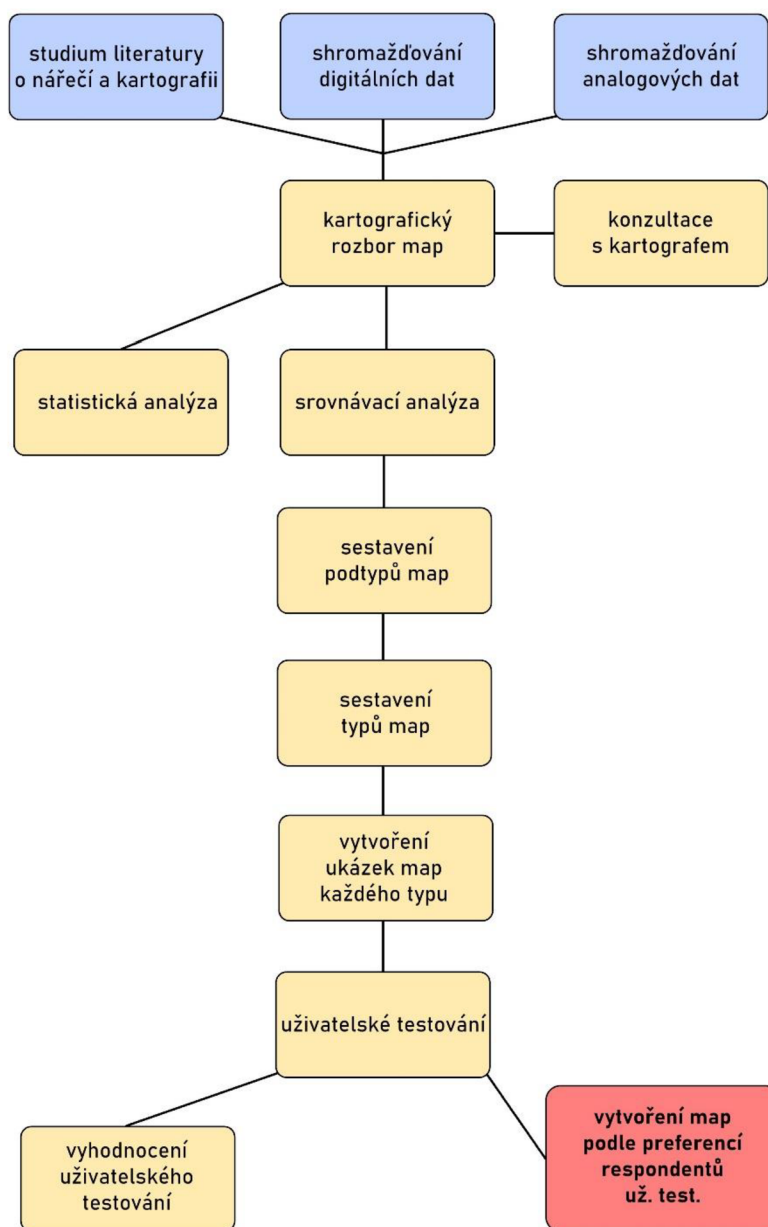 studium literatury
o nářečí a kartografii
shromažďování
digitálních dat
shromažďování
analogových dat
kartografický
rozbor map
konzultace
s kartografem
statistická analýza
srovnávací analýza
sestavení
podtypů map
sestavení
typů map
vytvoření
ukázek map
každého typu
uživatelské testování
vyhodnocení
uživatelského
testování
vytvoření map
podle preferencí
respondentů
už. test.